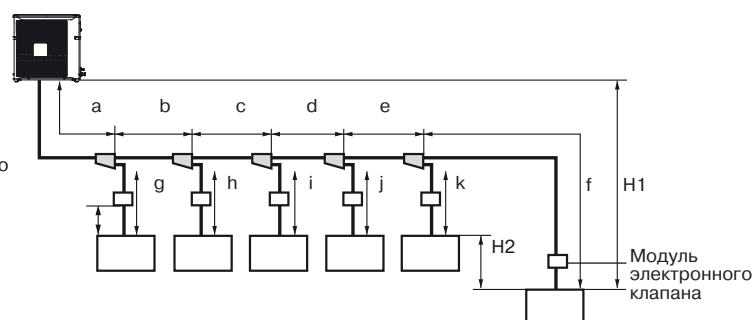 a b c d e
о
g h i j k f H1
H2
Модуль
электронного
клапана